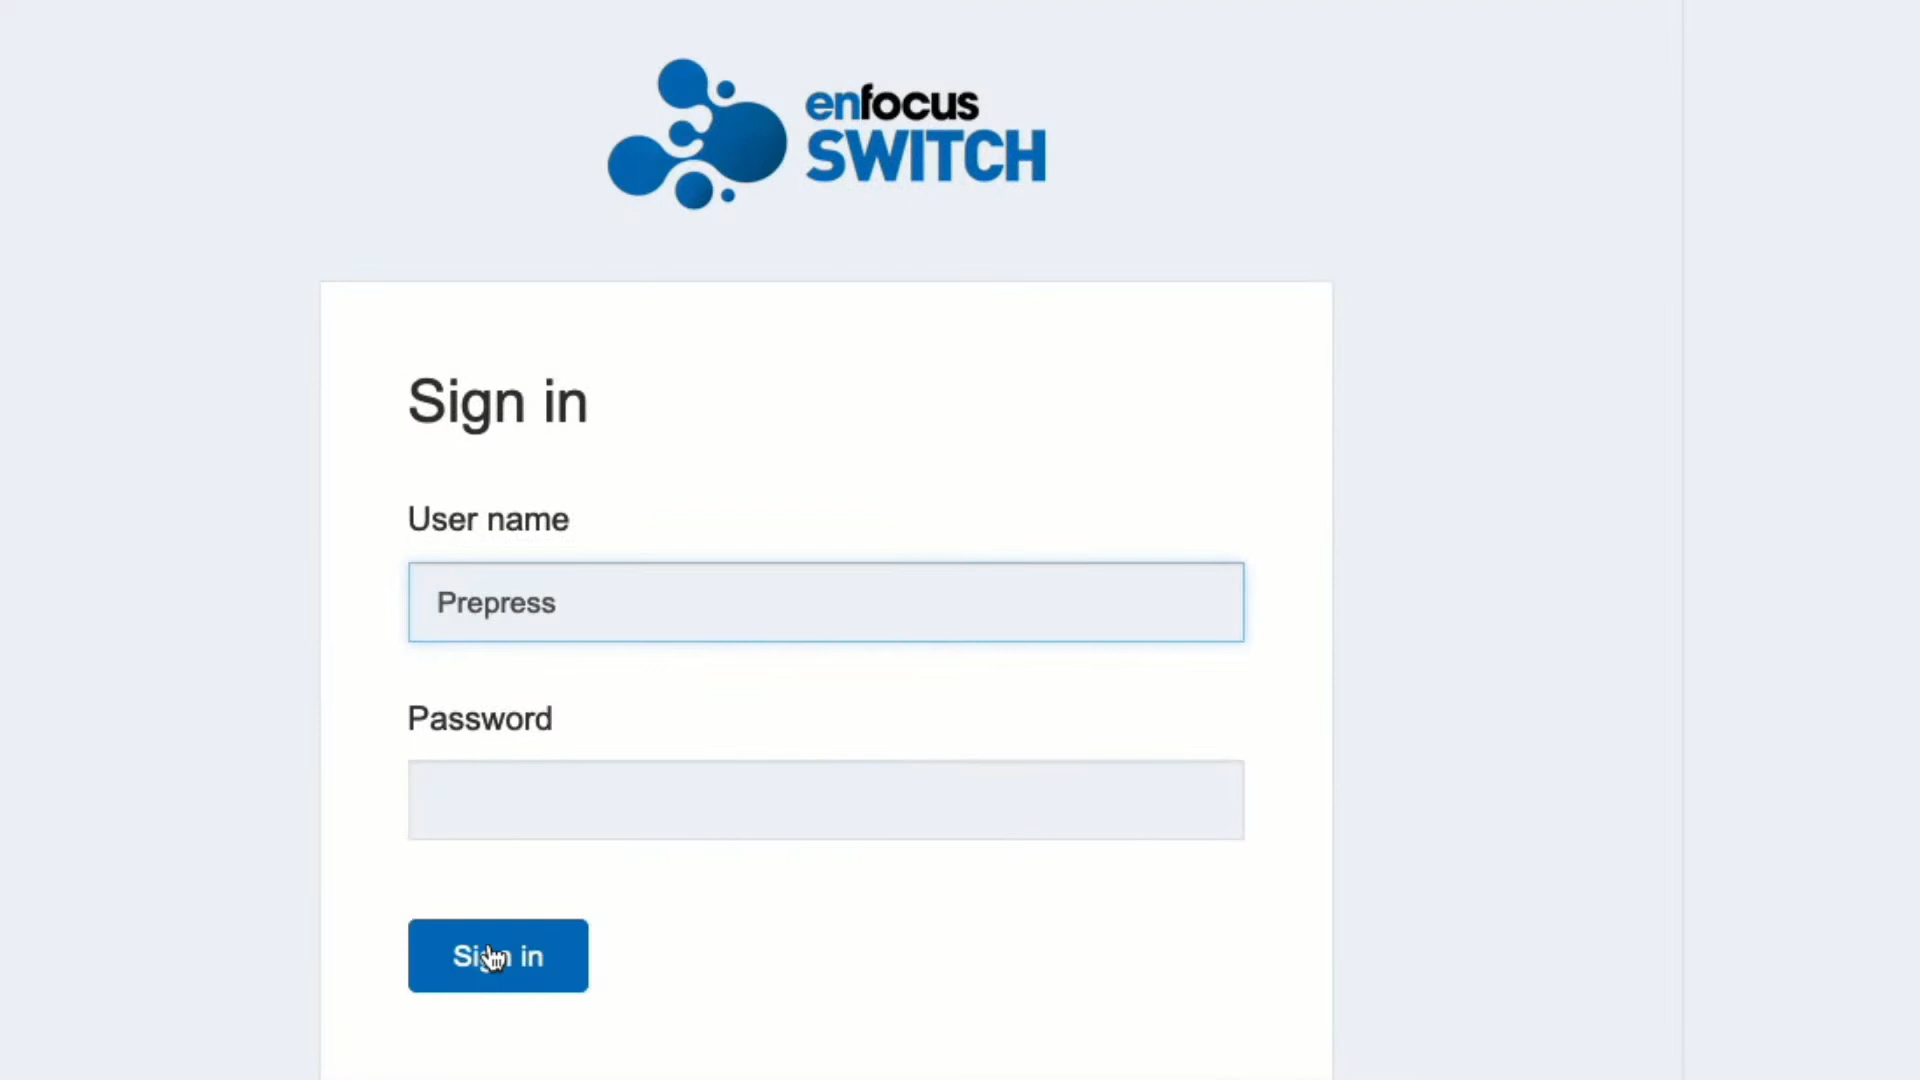 enfocus
SWITCH
Sign in
User name
Prepress
Password
Sign in